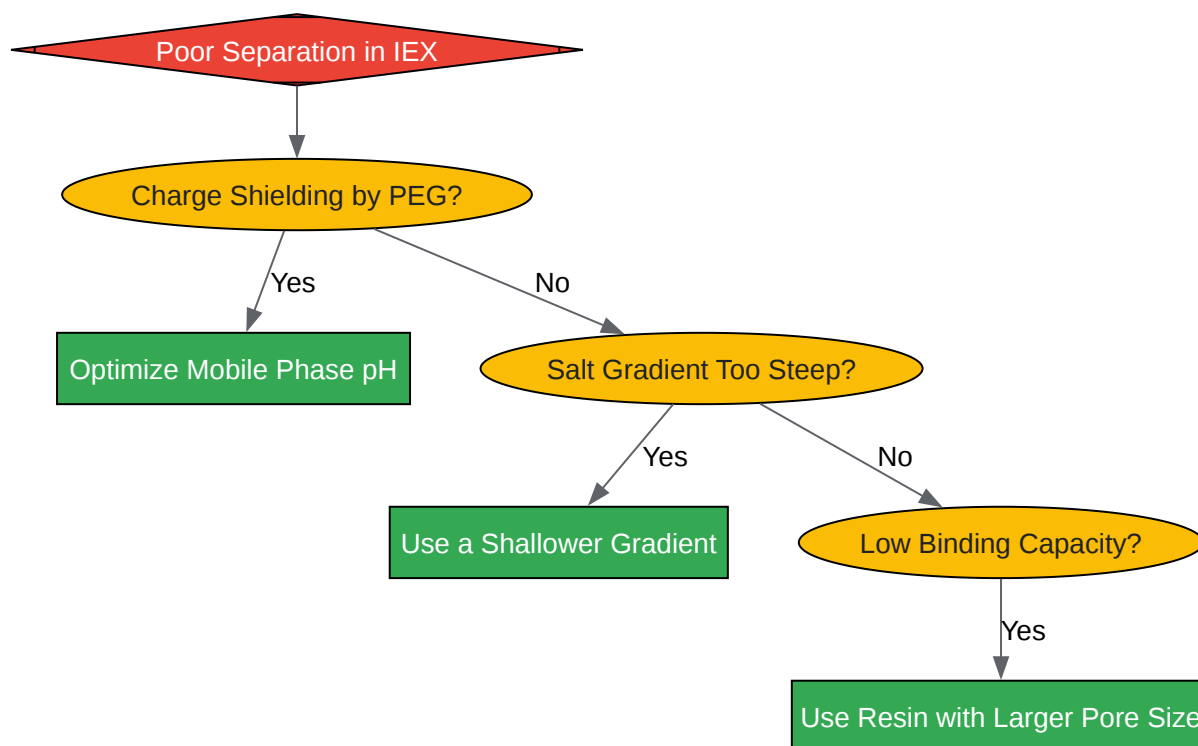 Poor Separation in IEX
Charge Shielding by PEG?
Yes
No
Optimize Mobile Phase pH
Salt Gradient Too Steep?
Yes
No
Use a Shallower Gradient
Low Binding Capacity?
Yes
Use Resin with Larger Pore Size